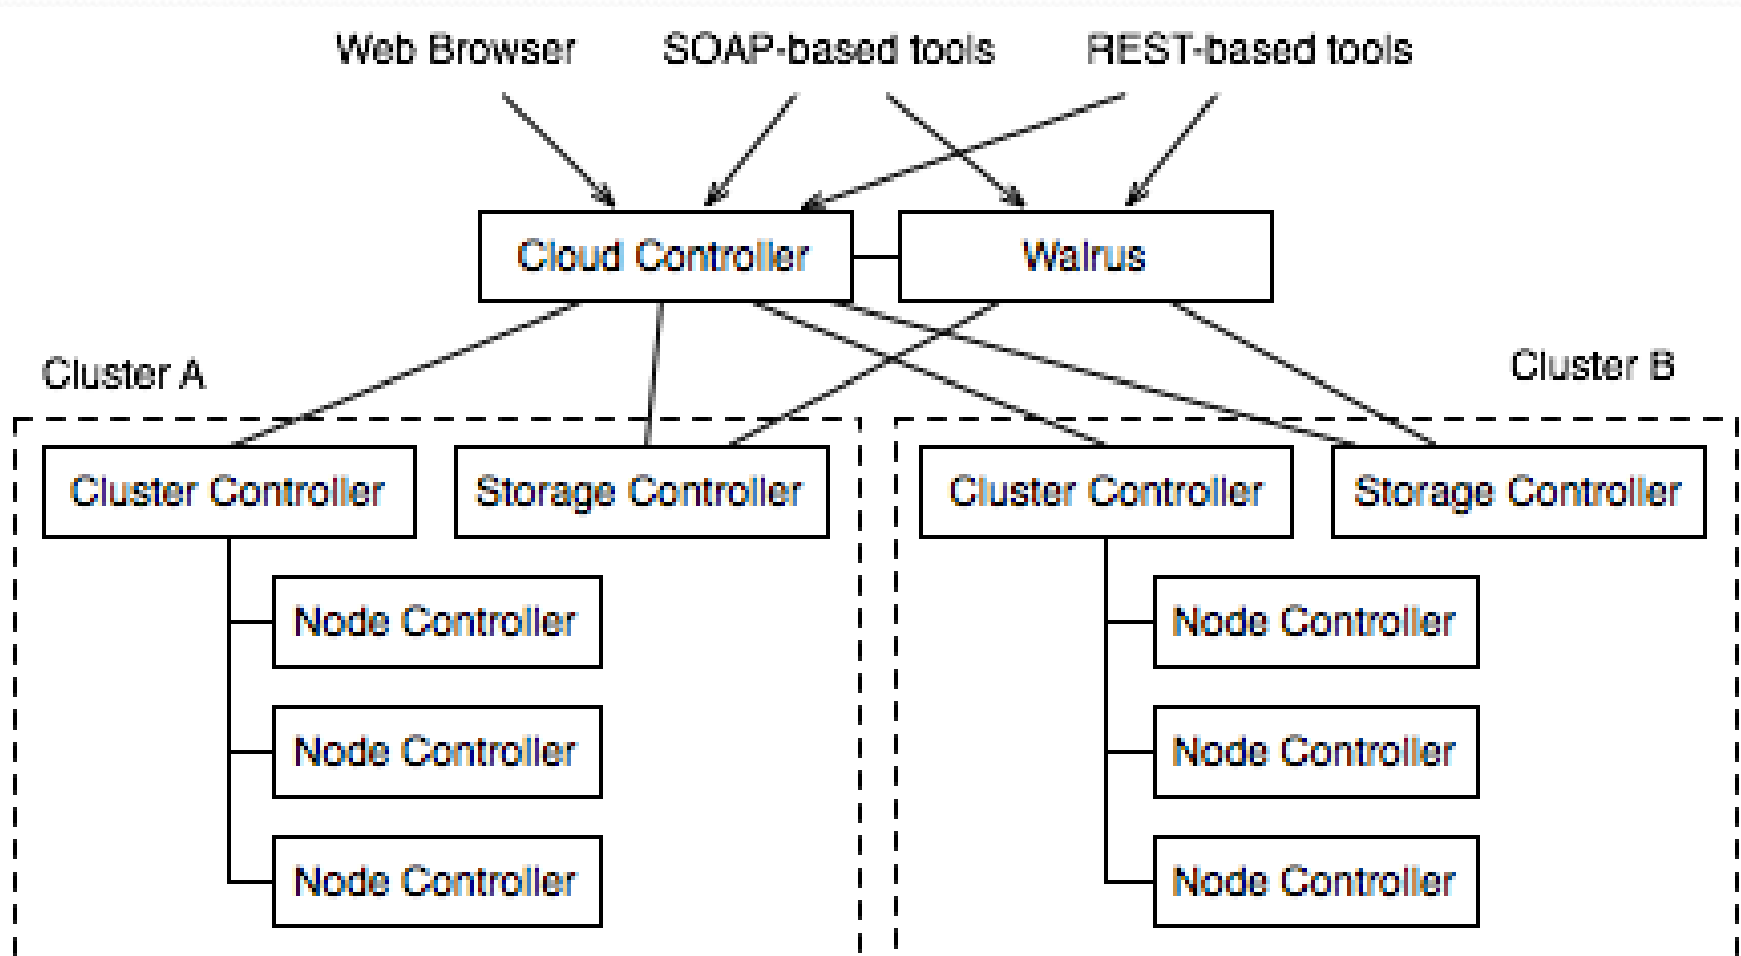 Web Browser
SOAP-based tools
REST-based tools
Cloud Controller
Walrus
Cluster A
Cluster B
Cluster Controller
Storage Controller
Cluster Controller
Storage Controller
Node Controller
Node Controller
Node Controller
Node Controller
Node Controller
Node Controller